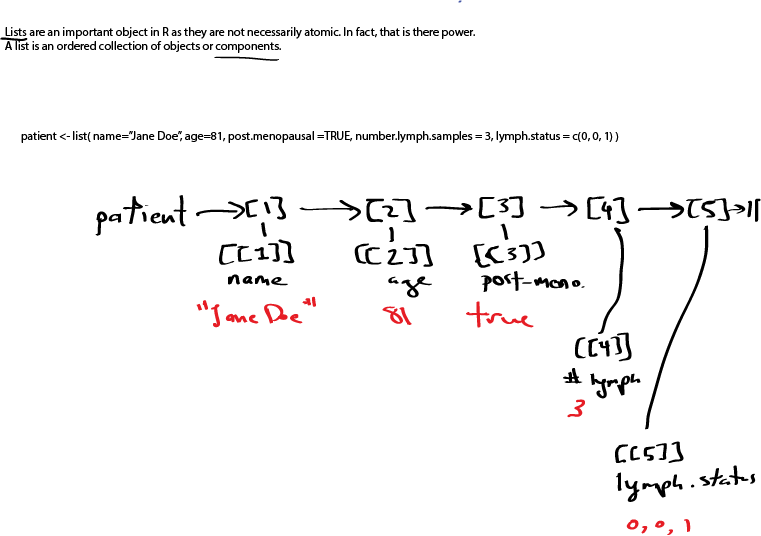 Lists are an important object in R as they are not necessarily atomic. In fact, that is there power.
A list is an ordered collection of objects or components.
patient <- list( name="Jane Doe", age=81, post.menopausal =TRUE, number.lymph.samples = 3, lymph.status = c(0, 0, 1) )
patient → [1] → [2] → [3] → [4] → [5] → ||
[[1]] [[2]] [[3]]
name age post-meno.
"Jane Doe" 81 true
[[4]]
# lymph
3
[[5]]
lymph.status
0, 0, 1